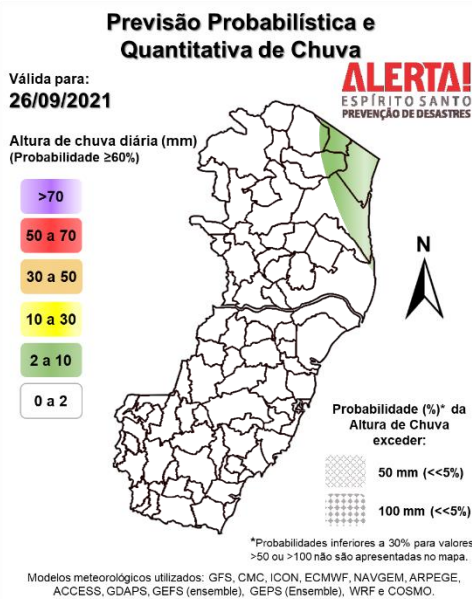 Previsão Probabilística e
Quantitativa de Chuva
Válida para:
26/09/2021
ALERTA!
ESPÍRITO SANTO
PREVENÇÃO DE DESASTRES
Altura de chuva diária (mm)
(Probabilidade ≥60%)
>70
50 a 70
30 a 50
10 a 30
2 a 10
0 a 2
N
Probabilidade (%)* da
Altura de Chuva
exceder:
50 mm (<<5%)
100 mm (<<5%)
*Probabilidades inferiores a 30% para valores
>50 ou >100 não são apresentadas no mapa.
Modelos meteorológicos utilizados: GFS, CMC, ICON, ECMWF, NAVGEM, ARPEGE,
ACCESS, GDAPS, GEFS (ensemble), GEPS (Ensemble), WRF e COSMO.